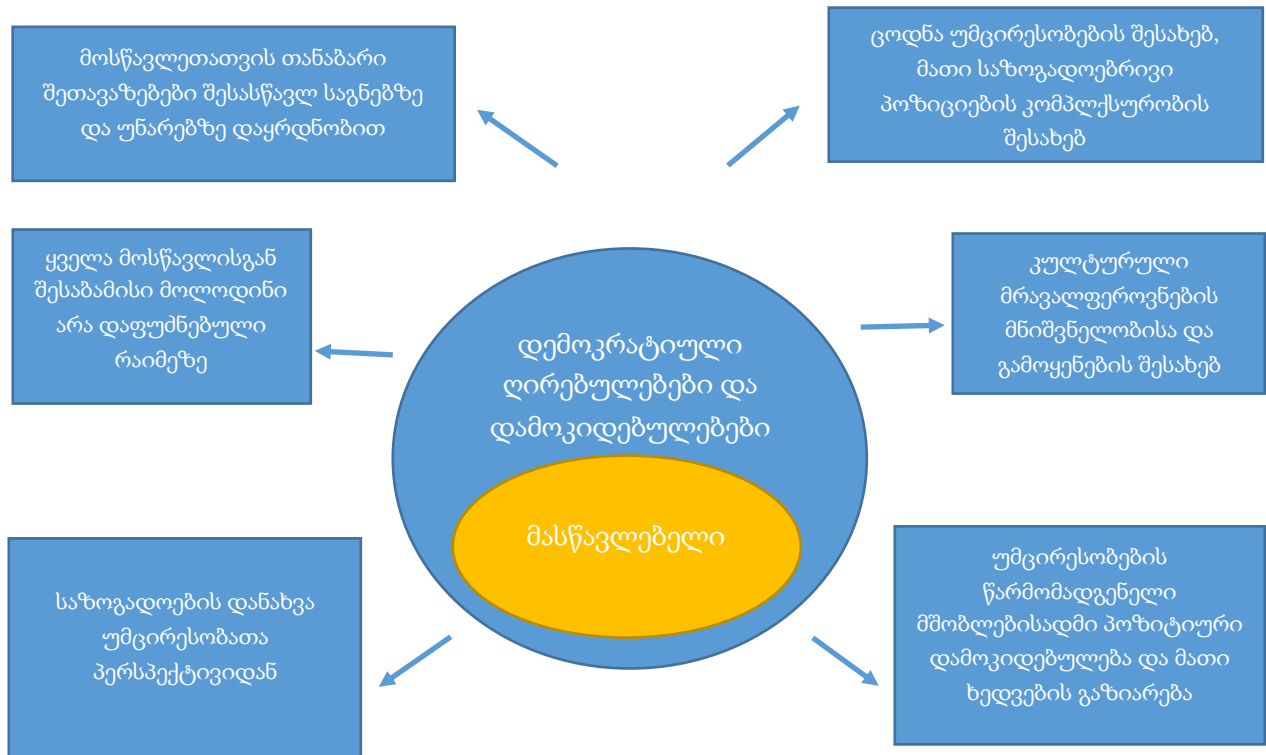 მოსწავლეთათვის თანაბარი
შეთავაზებები შესასწავლ საგნებზე
და უნარებზე დაყრდნობით
ცოდნა უმცირესობების შესახებ,
მათი საზოგადოებრივი
პოზიციების კომპლქსურობის
შესახებ
ყველა მოსწავლისგან
შესაბამისი მოლოდინი
არა დაფუძნებული
რაიმეზე
კულტურული
მრავალფეროვნების
მნიშვნელობისა და
გამოყენების შესახებ
დემოკრატიული
ღირებულებები და
დამოკიდებულებები
მასწავლებელი
საზოგადოების დანახვა
უმცირესობათა
პერსპექტივიდან
უმცირესობების
წარმომადგენელი
მშობლებისადმი პოზიტიური
დამოკიდებულება და მათი
ხედვების გაზიარება